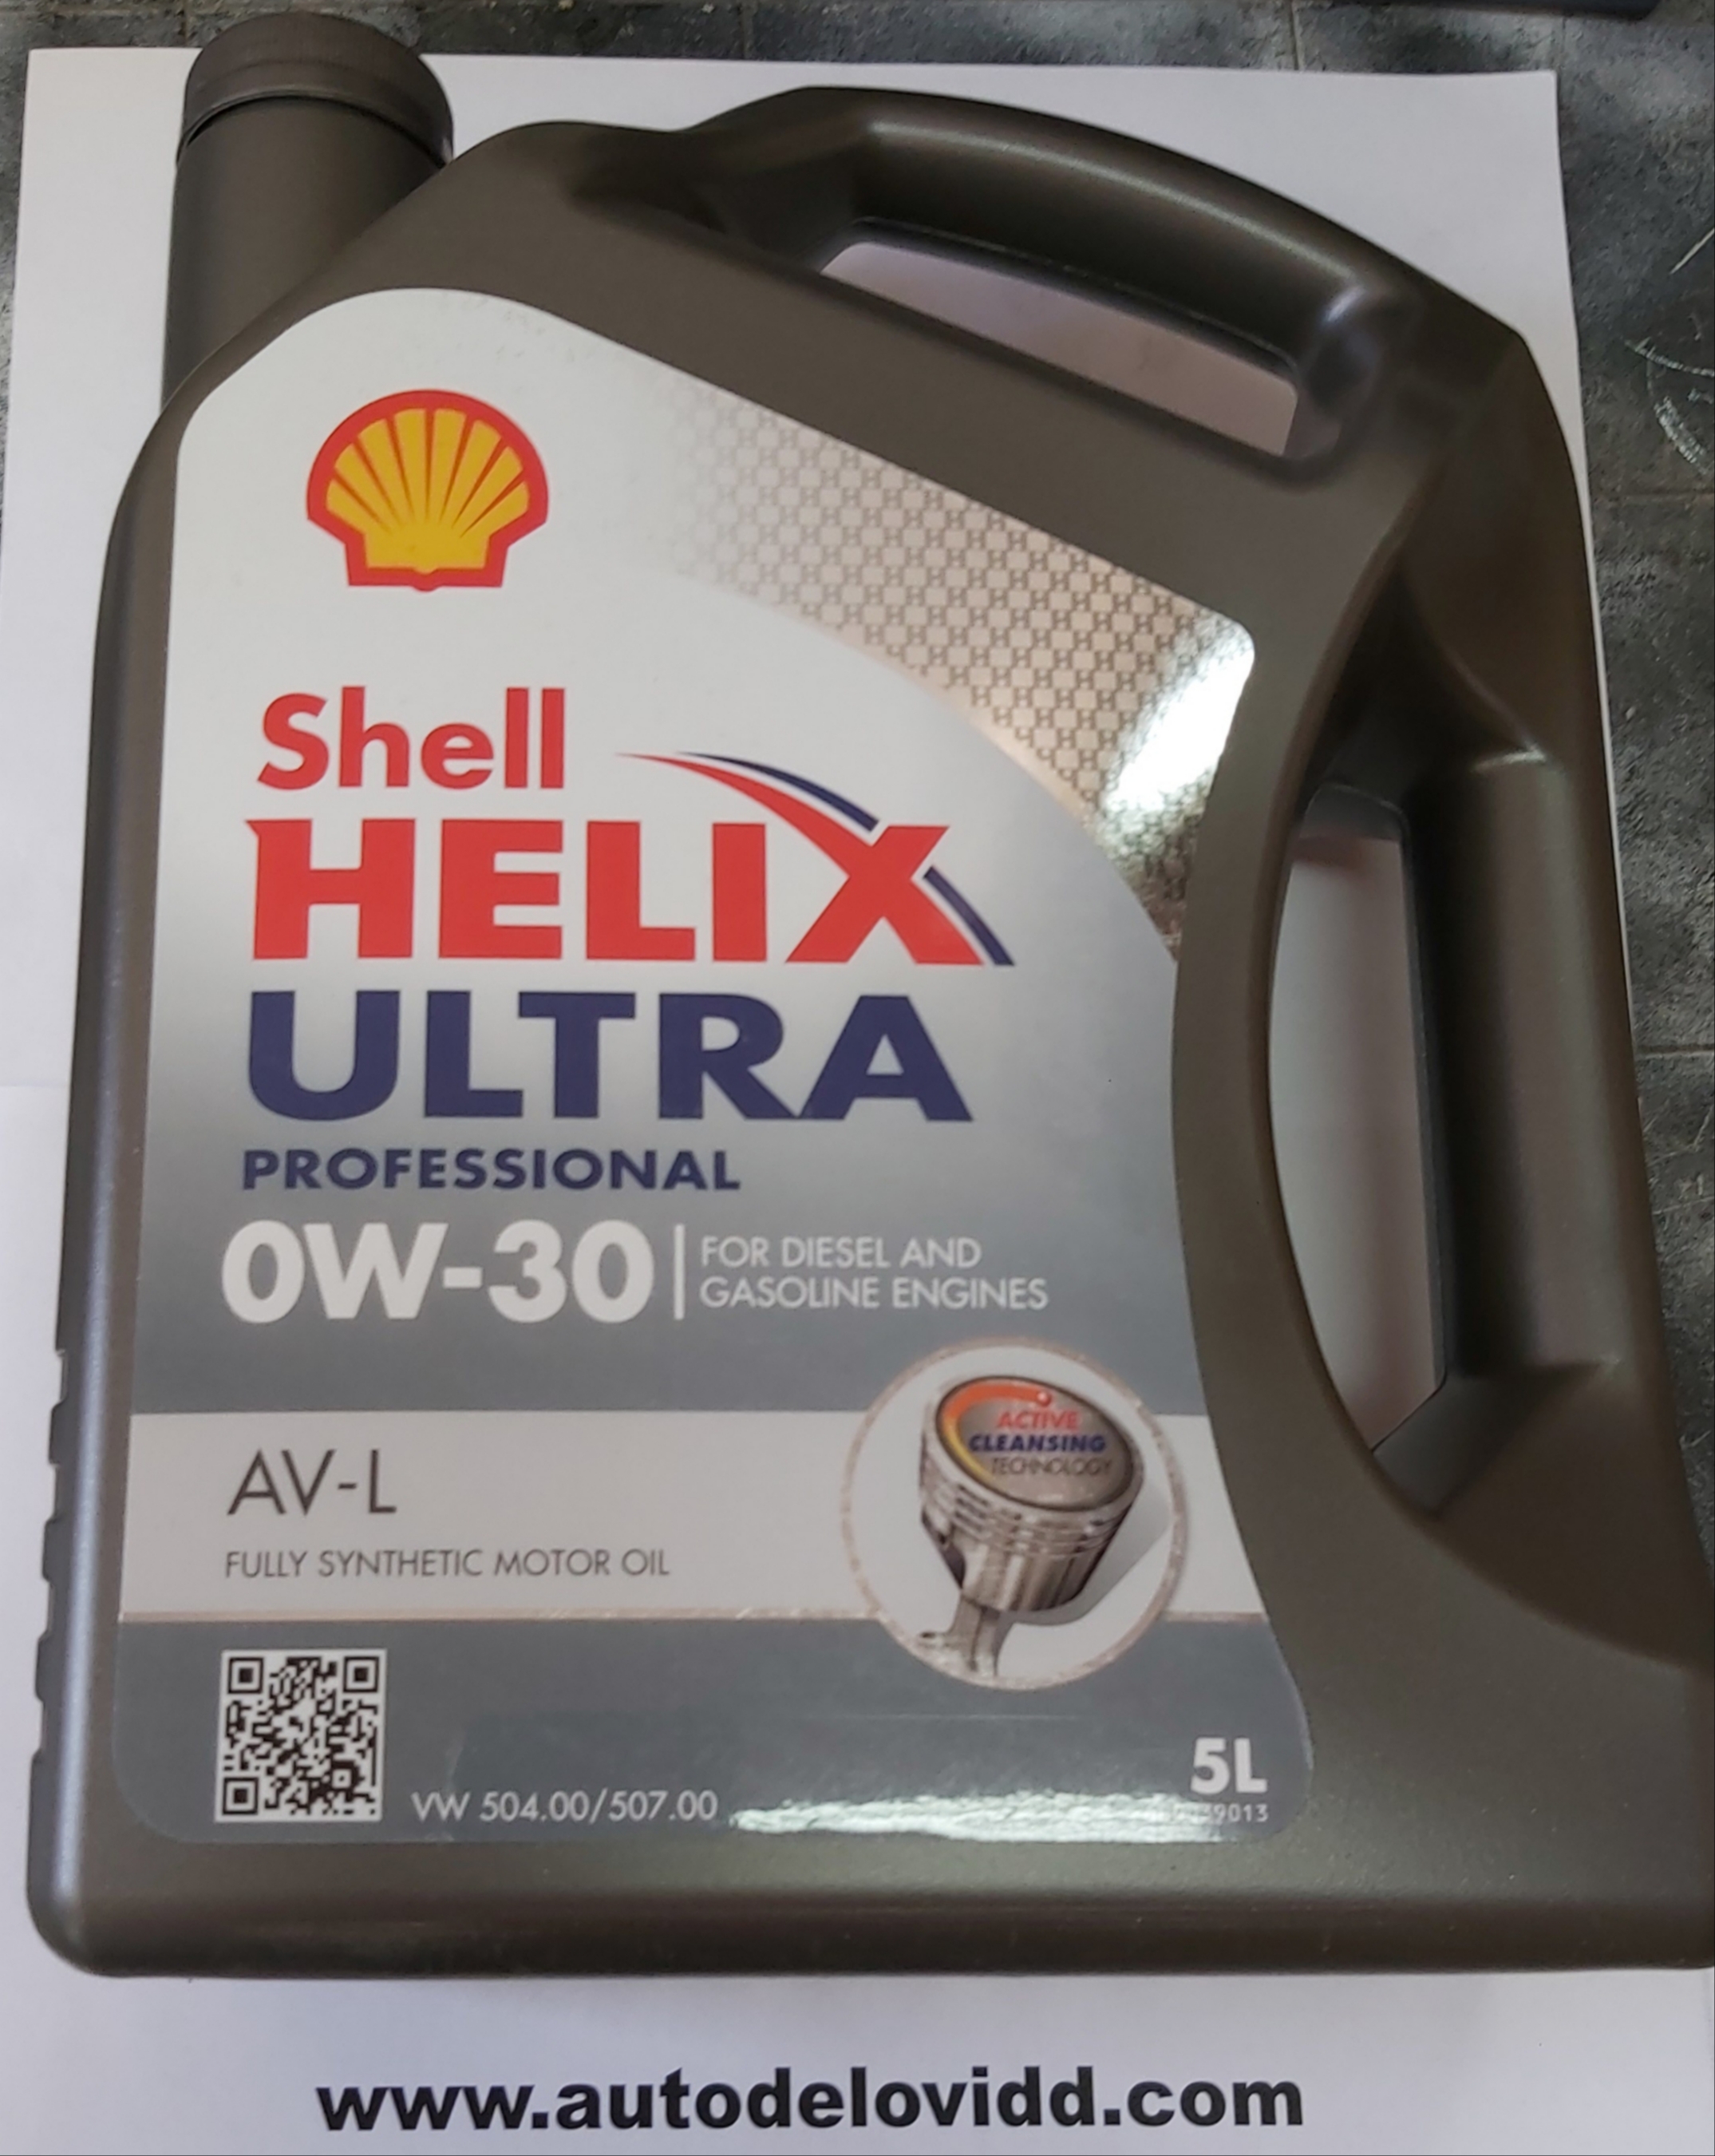 Shell
HELIX
ULTRA
PROFESSIONAL
0W-30
FOR DIESEL AND
GASOLINE ENGINES
ACTIVE
CLEANSING
TECHNOLOGY
AV-L
FULLY SYNTHETIC MOTOR OIL
5L
VW 504.00/507.00
www.autodelovidd.com